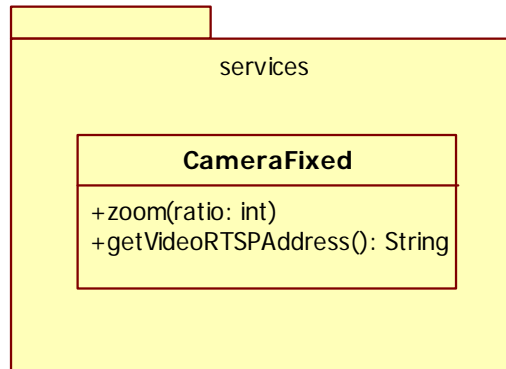 services
CameraFixed
+zoom(ratio: int)
+getVideoRTSPAddress(): String